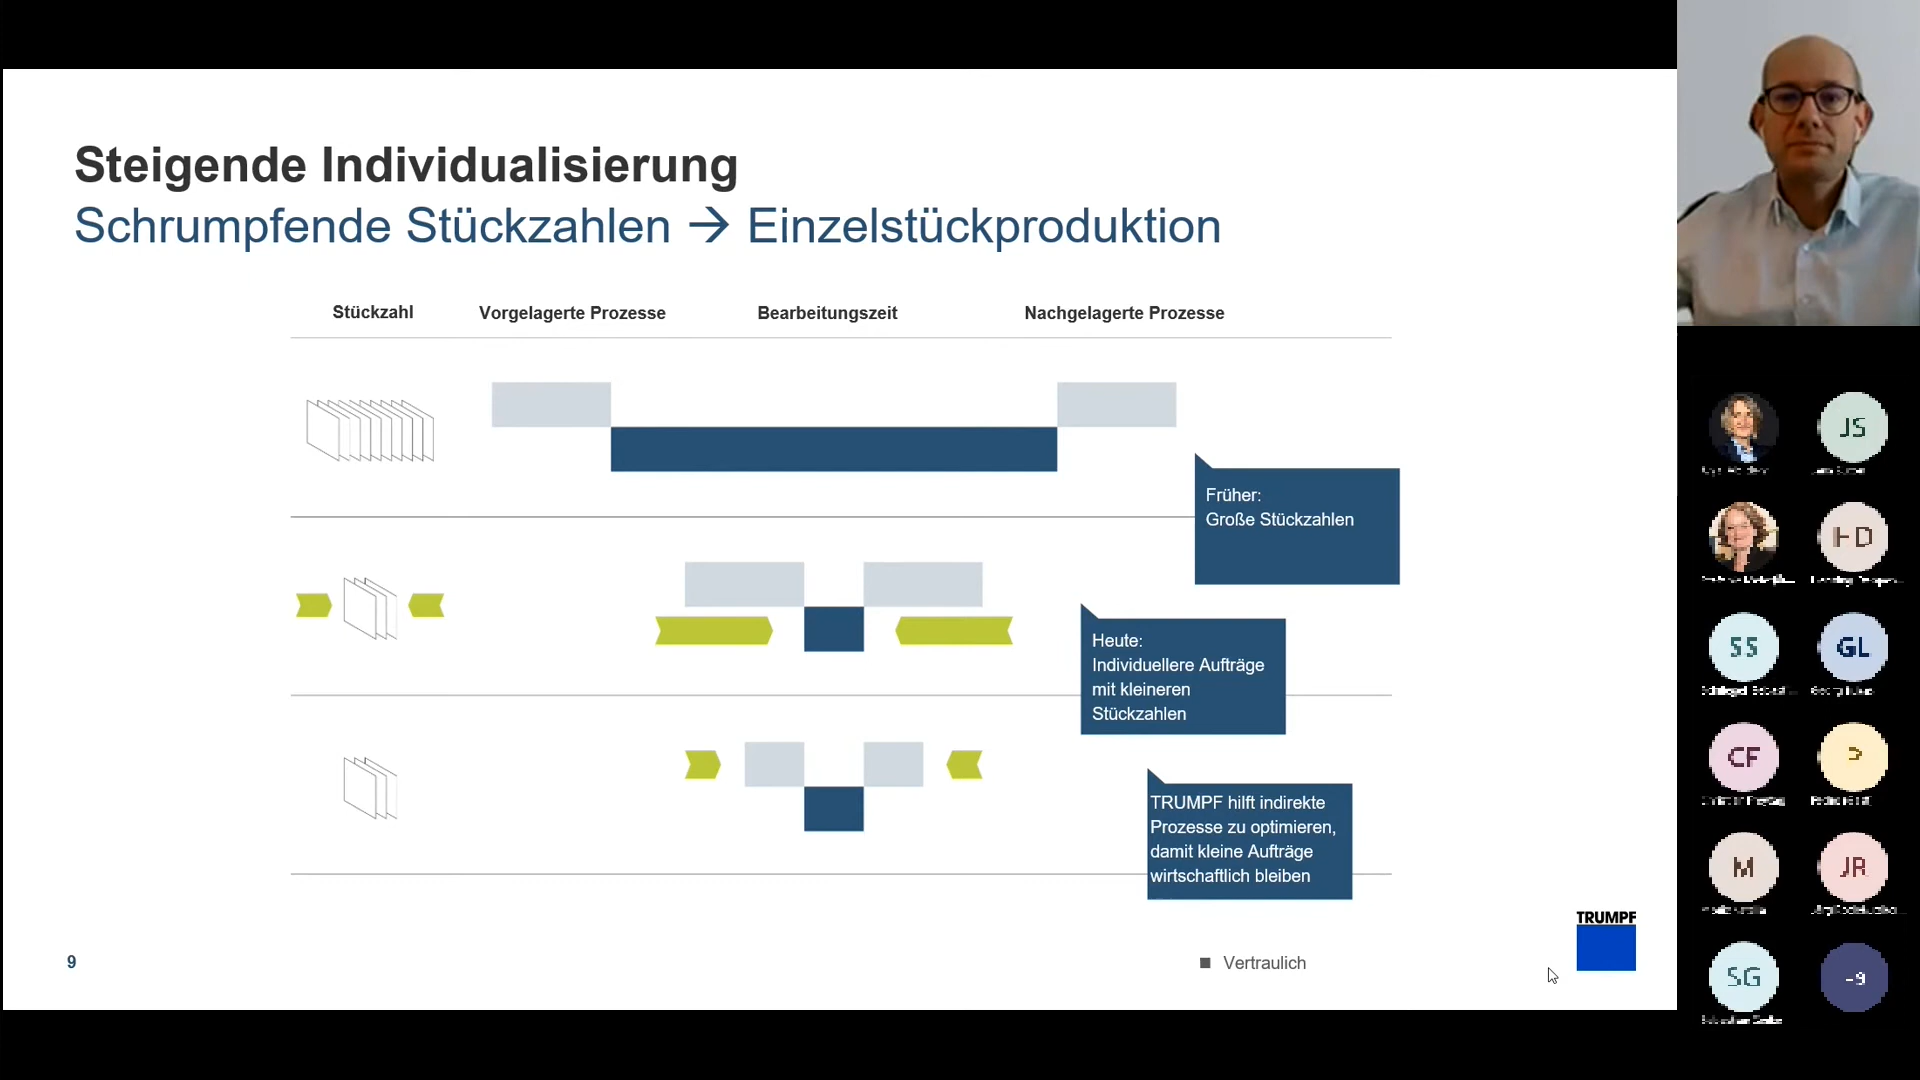 Steigende Individualisierung
Schrumpfende Stückzahlen → Einzelstückproduktion
Stückzahl
Vorgelagerte Prozesse
Bearbeitungszeit
Nachgelagerte Prozesse
Früher:
Große Stückzahlen
Heute:
Individuellere Aufträge
mit kleineren
Stückzahlen
TRUMPF hilft indirekte
Prozesse zu optimieren,
damit kleine Aufträge
wirtschaftlich bleiben
9
Vertraulich
TRUMPF
JS
SS
GL
CF
P
M
JR
SG